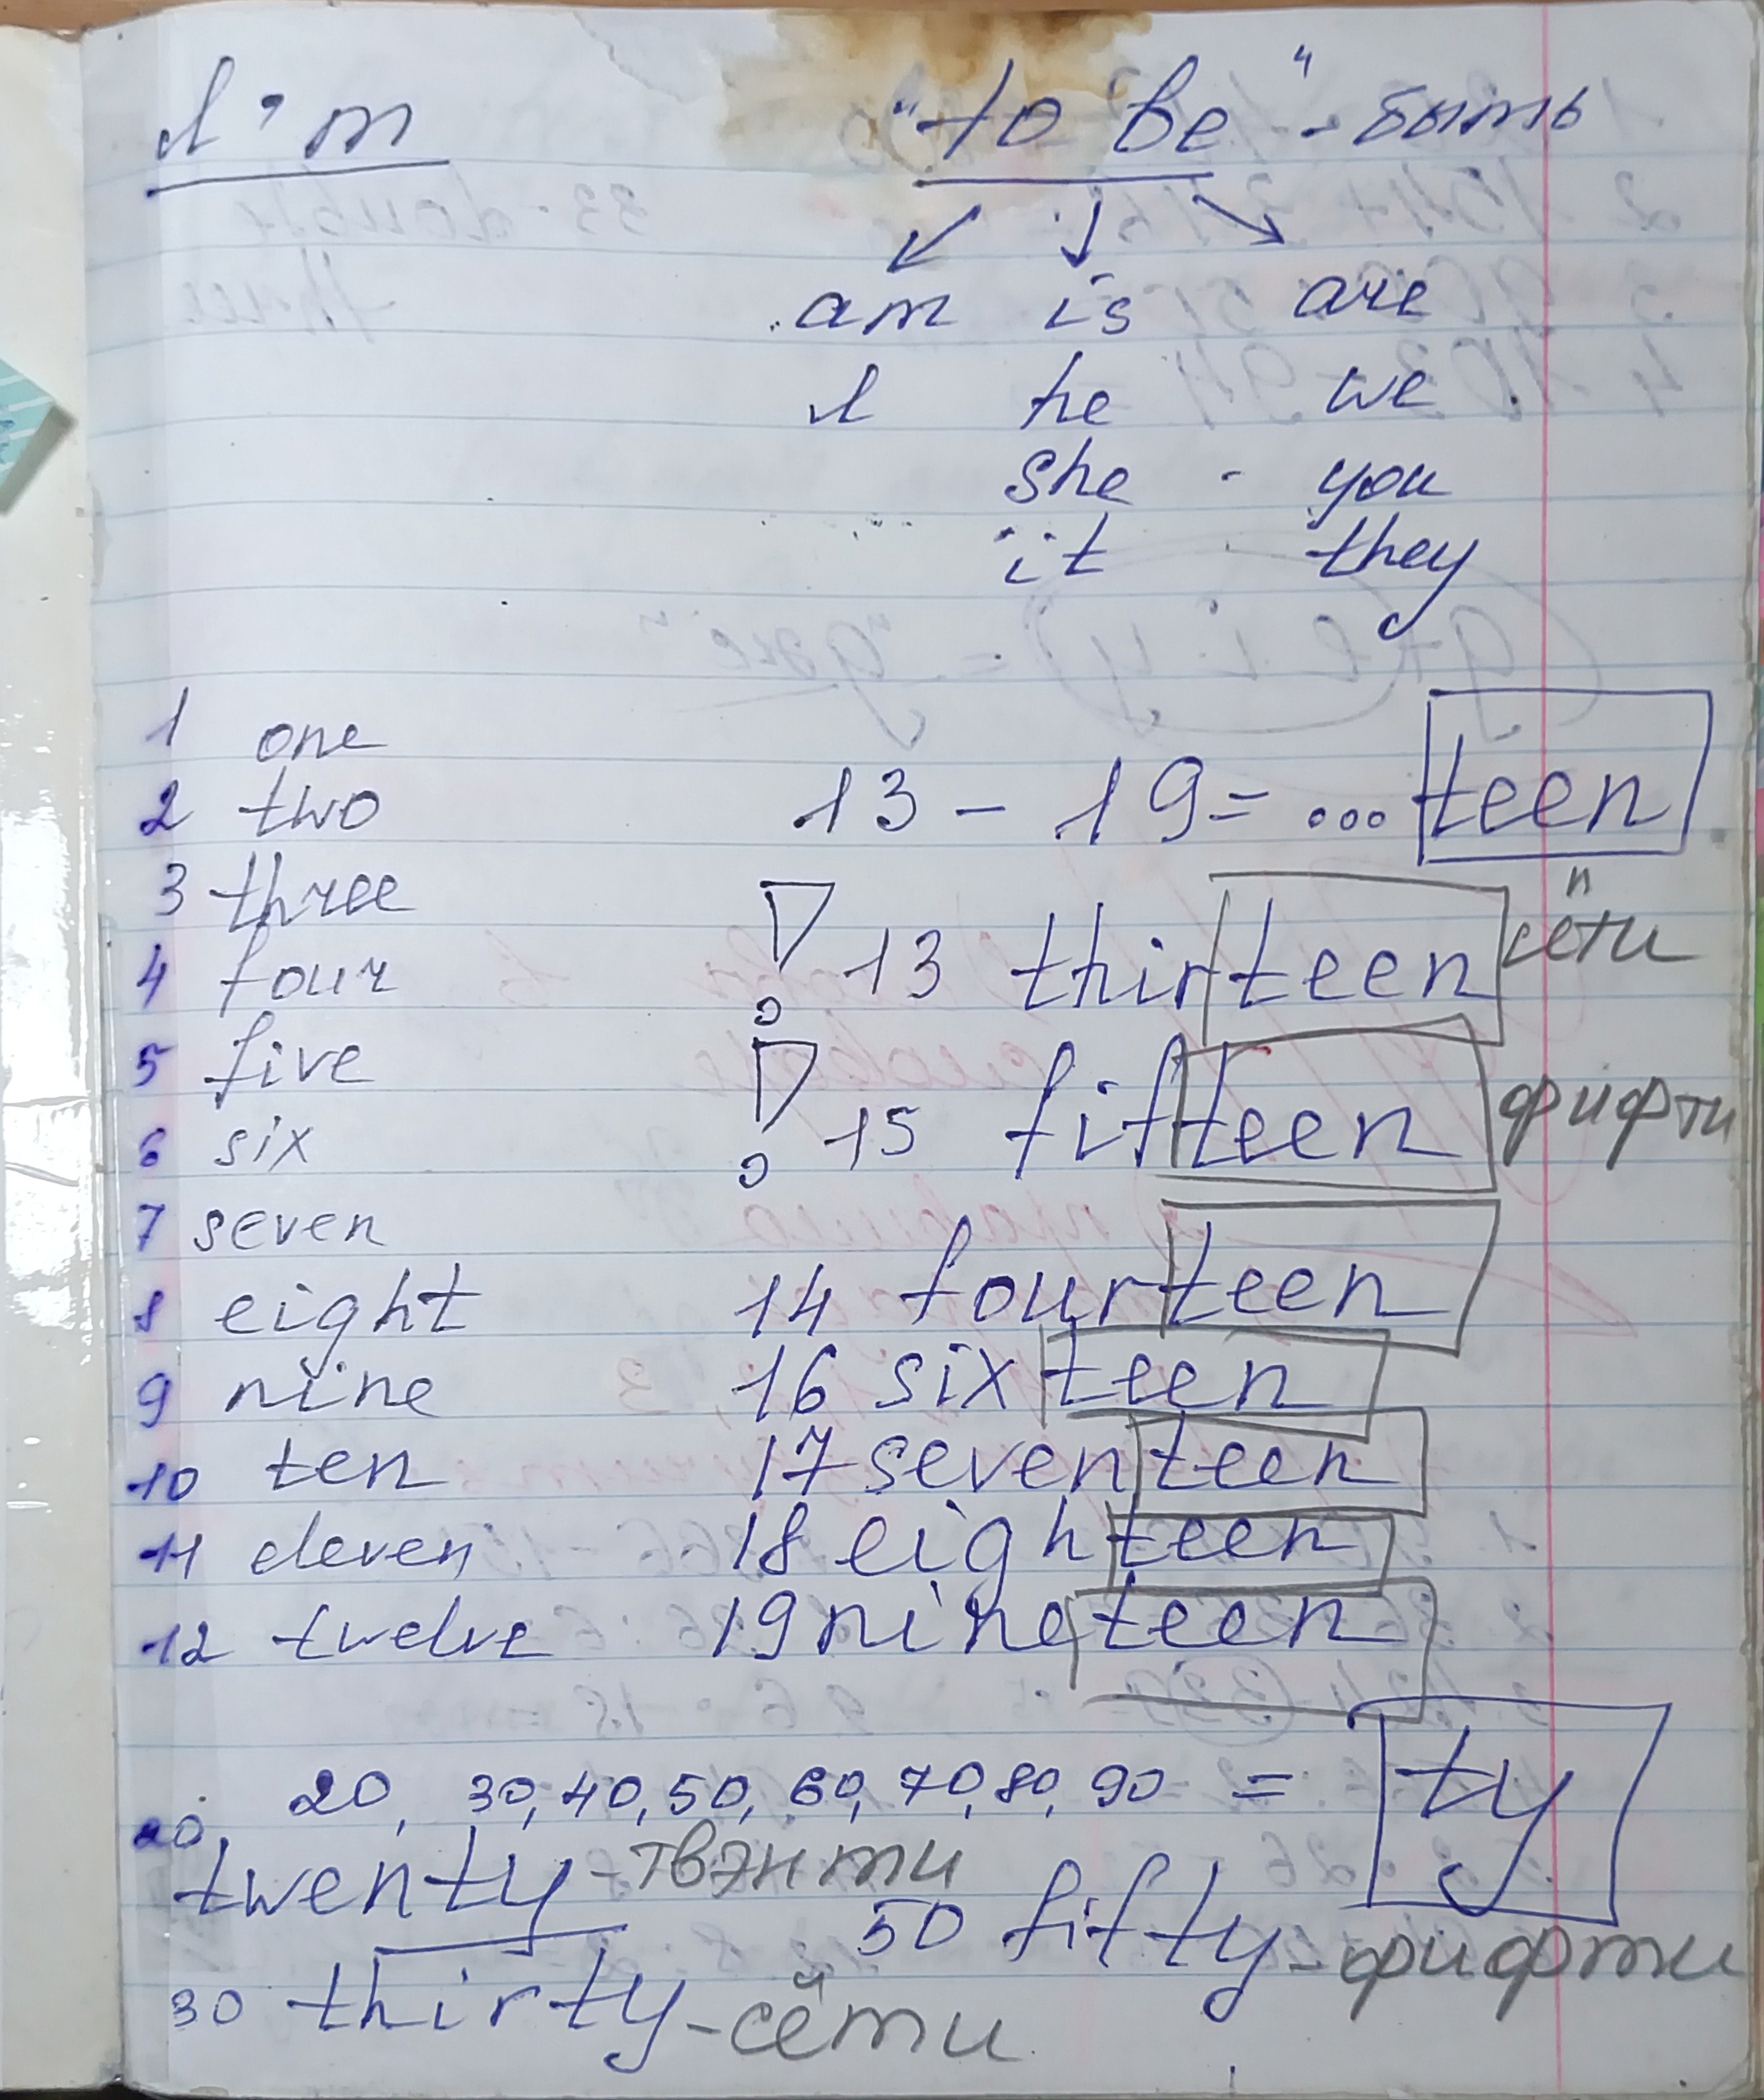 I'm "to be" - быть
am is are
I he we
she you
it they
1 one
2 two
3 three
4 four
5 five
6 six
7 seven
8 eight
9 nine
10 ten
11 eleven
12 twelve
13 - 19 = ... teen
! 13 thirteen сёти
! 15 fifteen фифти
14 fourteen
16 sixteen
17 seventeen
18 eighteen
19 nineteen
20, 30, 40, 50, 60, 70, 80, 90 = ty
20 twenty - твэнти
50 fifty - фифти
30 thirty - сёти